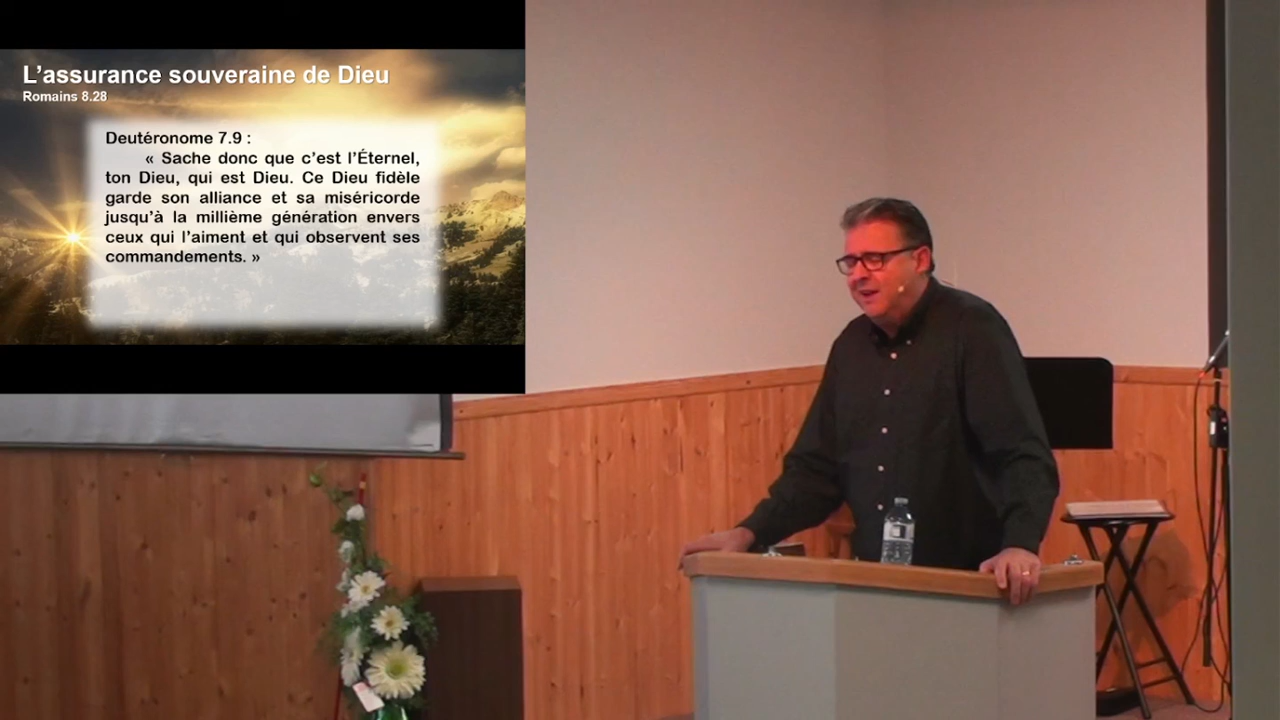 L’assurance souveraine de Dieu
Romains 8.28
Deutéronome 7.9 :
« Sache donc que c’est l’Éternel,
ton Dieu, qui est Dieu. Ce Dieu fidèle
garde son alliance et sa miséricorde
jusqu’à la millième génération envers
ceux qui l’aiment et qui observent ses
commandements. »